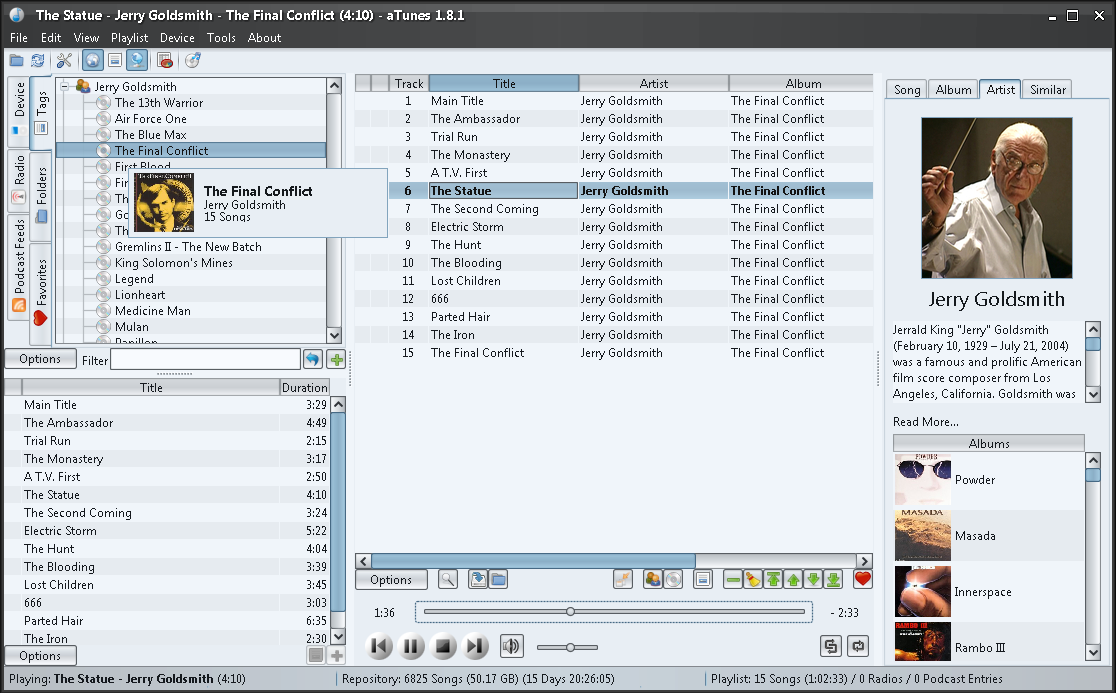 The Statue - Jerry Goldsmith - The Final Conflict (4:10) - aTunes 1.8.1
File Edit View Playlist Device Tools About
Device
Radio
Podcast Feeds
Tags
Folders
Favorites
Jerry Goldsmith
The 13th Warrior
Air Force One
The Blue Max
The Final Conflict
First Blood
The Final Conflict
Jerry Goldsmith
15 Songs
Gremlins II - The New Batch
King Solomon's Mines
Legend
Lionheart
Medicine Man
Mulan
Papillon
Options Filter
Title Duration
Main Title 3:29
The Ambassador 4:49
Trial Run 2:15
The Monastery 3:17
A T.V. First 2:50
The Statue 4:10
The Second Coming 3:24
Electric Storm 5:22
The Hunt 4:04
The Blooding 3:39
Lost Children 3:45
666 3:03
Parted Hair 6:35
The Iron 2:30
Options
Track Title Artist Album
1 Main Title Jerry Goldsmith The Final Conflict
2 The Ambassador Jerry Goldsmith The Final Conflict
3 Trial Run Jerry Goldsmith The Final Conflict
4 The Monastery Jerry Goldsmith The Final Conflict
5 A T.V. First Jerry Goldsmith The Final Conflict
6 The Statue Jerry Goldsmith The Final Conflict
7 The Second Coming Jerry Goldsmith The Final Conflict
8 Electric Storm Jerry Goldsmith The Final Conflict
9 The Hunt Jerry Goldsmith The Final Conflict
10 The Blooding Jerry Goldsmith The Final Conflict
11 Lost Children Jerry Goldsmith The Final Conflict
12 666 Jerry Goldsmith The Final Conflict
13 Parted Hair Jerry Goldsmith The Final Conflict
14 The Iron Jerry Goldsmith The Final Conflict
15 The Final Conflict Jerry Goldsmith The Final Conflict
Options
1:36 - 2:33
Song Album Artist Similar
Jerry Goldsmith
Jerrald King "Jerry" Goldsmith
(February 10, 1929 – July 21, 2004)
was a famous and prolific American
film score composer from Los
Angeles, California. Goldsmith was
Read More...
Albums
POWDER
Powder
MASADA
Masada
Innerspace
RAMBO III
Rambo III
Playing: The Statue - Jerry Goldsmith (4:10) Repository: 6825 Songs (50.17 GB) (15 Days 20:26:05) Playlist: 15 Songs (1:02:33) / 0 Radios / 0 Podcast Entries